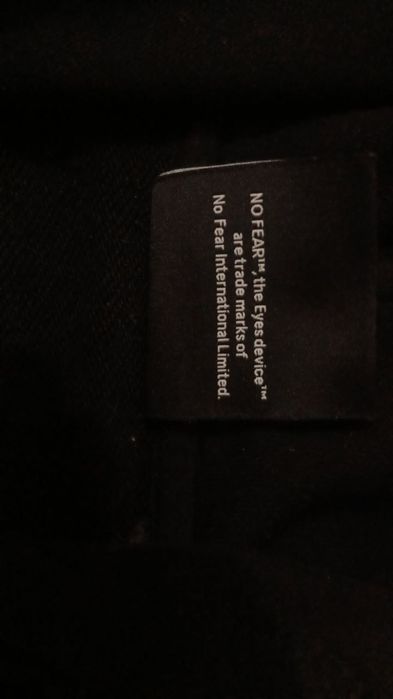 NO FEAR™, the Eyes device™
are trade marks of
No Fear International Limited.